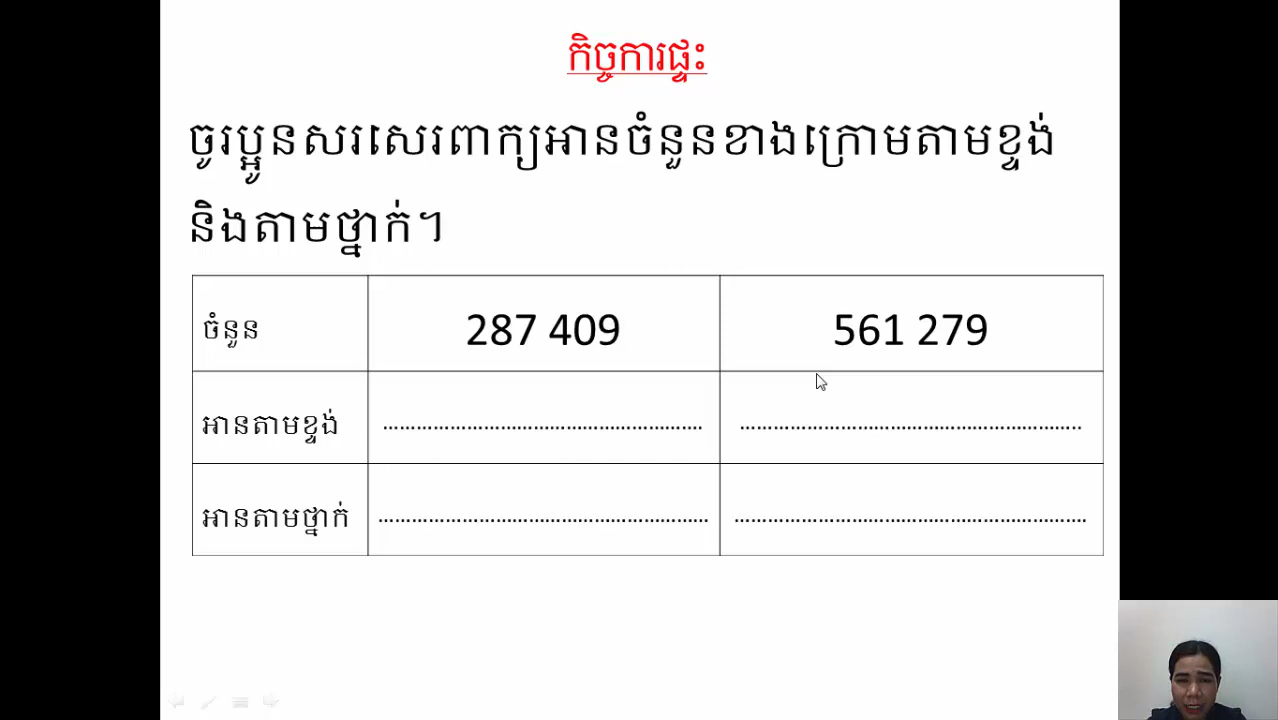 កិច្ចការផ្ទះ
ចូរប្អូនសរសេរពាក្យអានចំនួនខាងក្រោមតាមខ្ទង់
និងតាមថ្នាក់។
ចំនួន 287 409 561 279
អានតាមខ្ទង់ ........................................................ ........................................................
អានតាមថ្នាក់ ........................................................ ........................................................